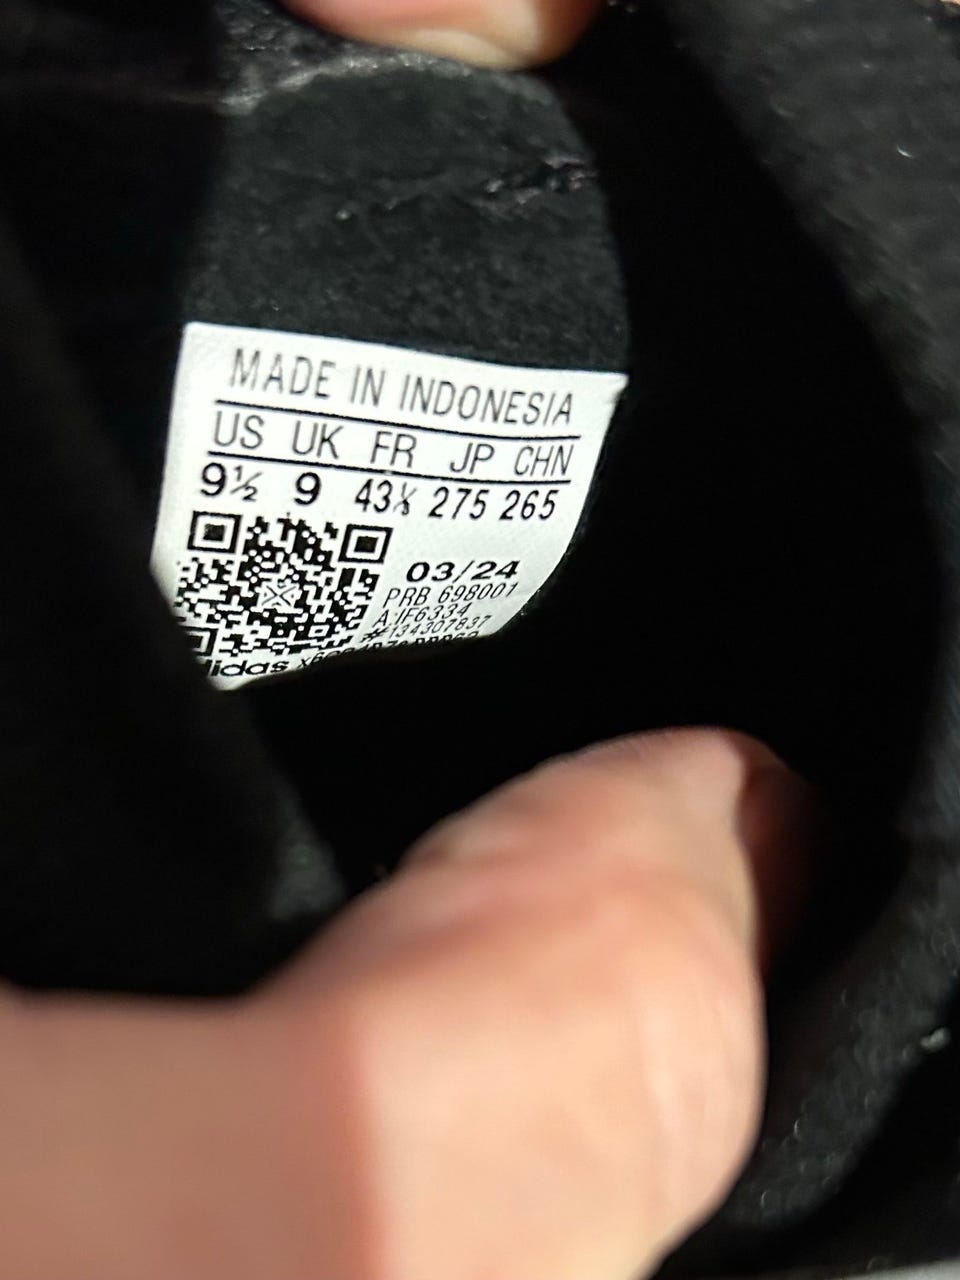 MADE IN INDONESIA
US UK FR JP CHN
9½ 9 43⅓ 275 265
03/24
PRB 698001
A:IF6334
#134307837
adidas